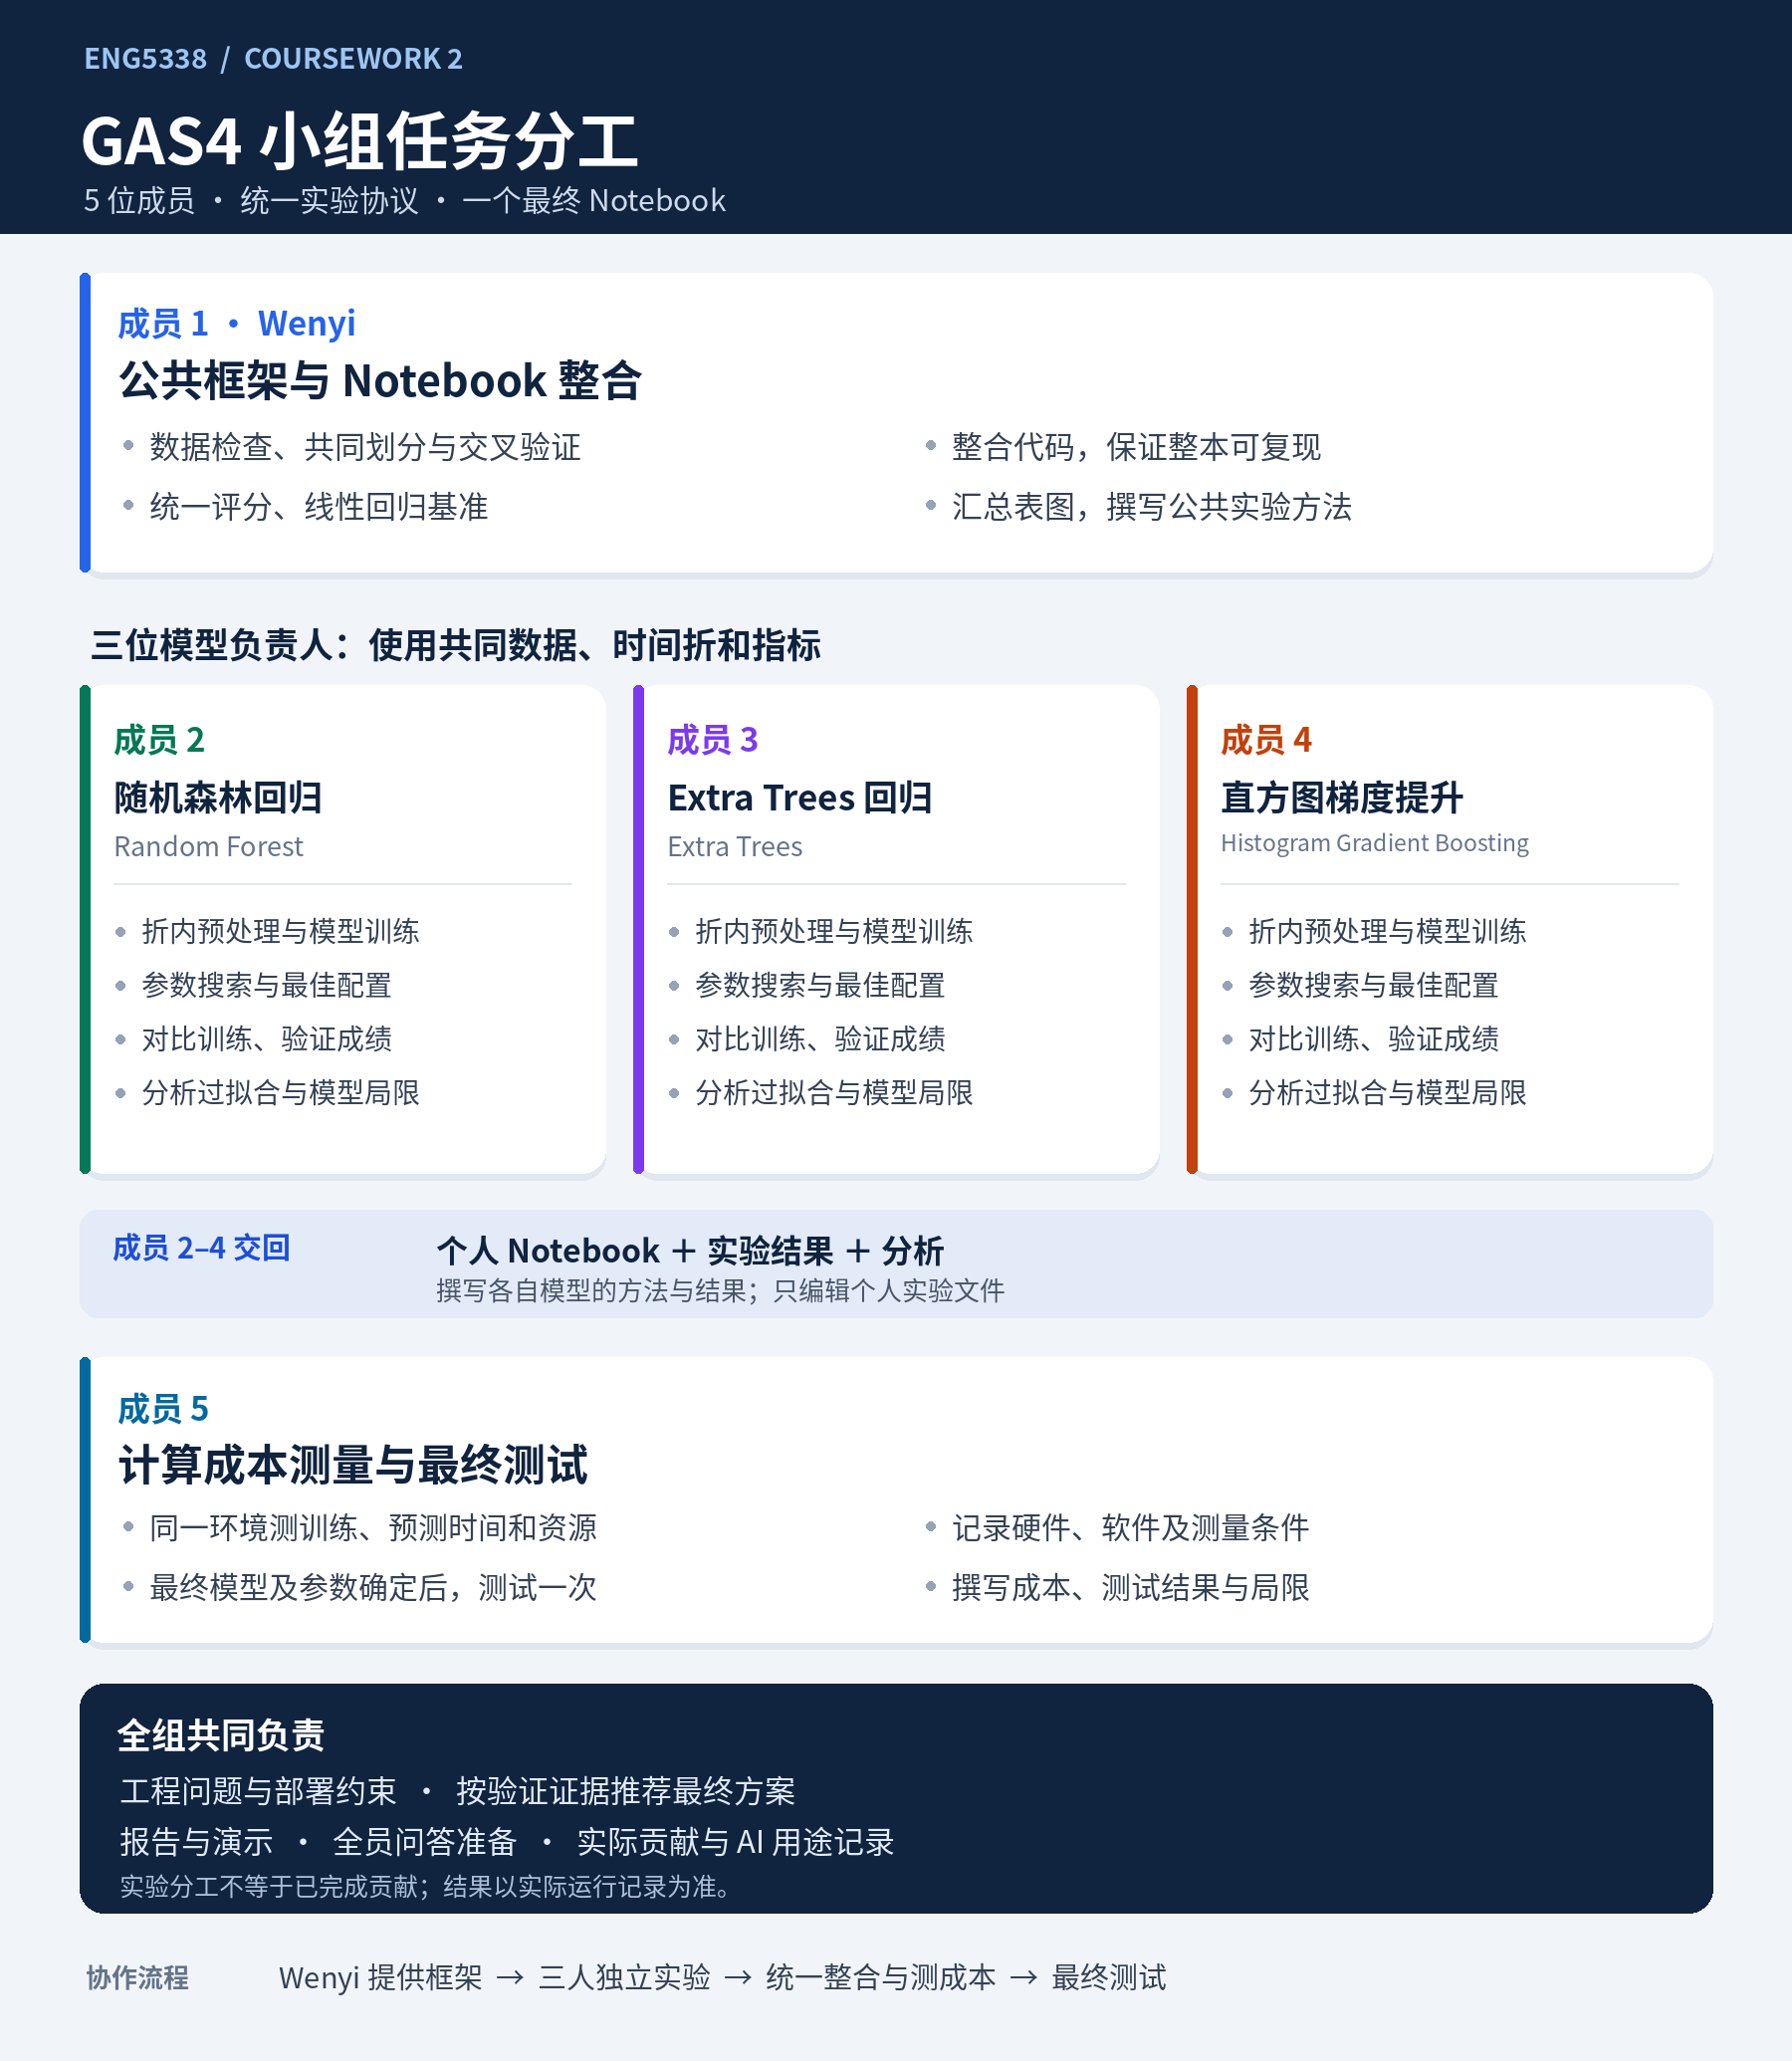 ENG5338 / COURSEWORK 2
GAS4 小组任务分工
5 位成员 · 统一实验协议 · 一个最终 Notebook
成员 1 · Wenyi
公共框架与 Notebook 整合
数据检查、共同划分与交叉验证
整合代码，保证整本可复现
统一评分、线性回归基准
汇总表图，撰写公共实验方法
三位模型负责人：使用共同数据、时间折和指标
成员 2
随机森林回归
Random Forest
折内预处理与模型训练
参数搜索与最佳配置
对比训练、验证成绩
分析过拟合与模型局限
成员 3
Extra Trees 回归
Extra Trees
折内预处理与模型训练
参数搜索与最佳配置
对比训练、验证成绩
分析过拟合与模型局限
成员 4
直方图梯度提升
Histogram Gradient Boosting
折内预处理与模型训练
参数搜索与最佳配置
对比训练、验证成绩
分析过拟合与模型局限
成员 2–4 交回
个人 Notebook ＋ 实验结果 ＋ 分析
撰写各自模型的方法与结果；只编辑个人实验文件
成员 5
计算成本测量与最终测试
同一环境测训练、预测时间和资源
记录硬件、软件及测量条件
最终模型及参数确定后，测试一次
撰写成本、测试结果与局限
全组共同负责
工程问题与部署约束 · 按验证证据推荐最终方案
报告与演示 · 全员问答准备 · 实际贡献与 AI 用途记录
实验分工不等于已完成贡献；结果以实际运行记录为准。
协作流程
Wenyi 提供框架 → 三人独立实验 → 统一整合与测成本 → 最终测试